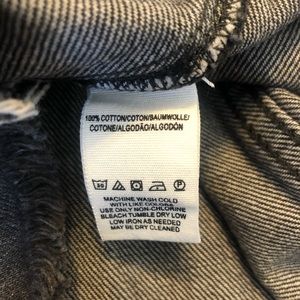 100% COTTON/COTON/BAUMWOLLE/
COTONE/ALGODÃO/ALGODÓN
MACHINE WASH COLD
WITH LIKE COLORS
USE ONLY NON-CHLORINE
BLEACH TUMBLE DRY LOW
LOW IRON AS NEEDED
MAY BE DRY CLEANED